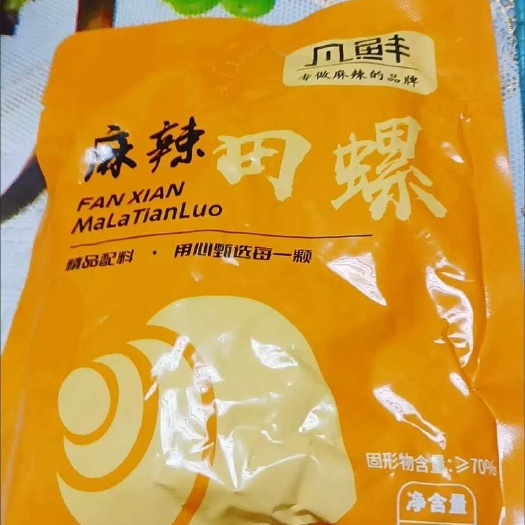 凡鲜
专做麻辣的品牌
麻辣田螺
FAN XIAN
MaLaTianLuo
精品配料 · 用心甄选每一颗
固形物含量:≥70%
净含量